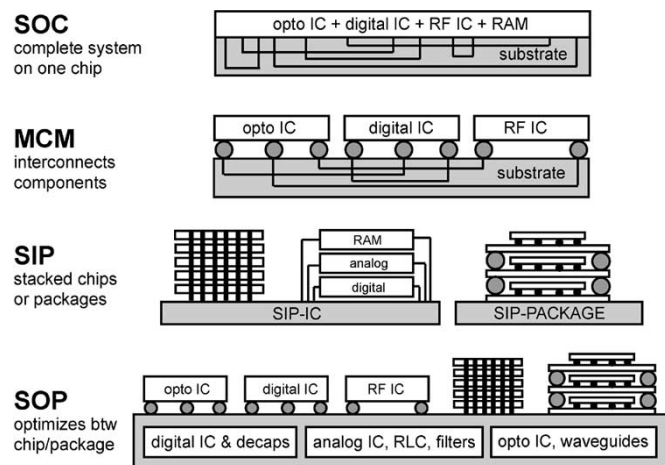 SOC
complete system
on one chip
opto IC + digital IC + RF IC + RAM
substrate
MCM
interconnects
components
opto IC
digital IC
RF IC
substrate
SIP
stacked chips
or packages
RAM
analog
digital
SIP-IC
SIP-PACKAGE
SOP
optimizes btw
chip/package
opto IC
digital IC
RF IC
digital IC & decaps
analog IC, RLC, filters
opto IC, waveguides